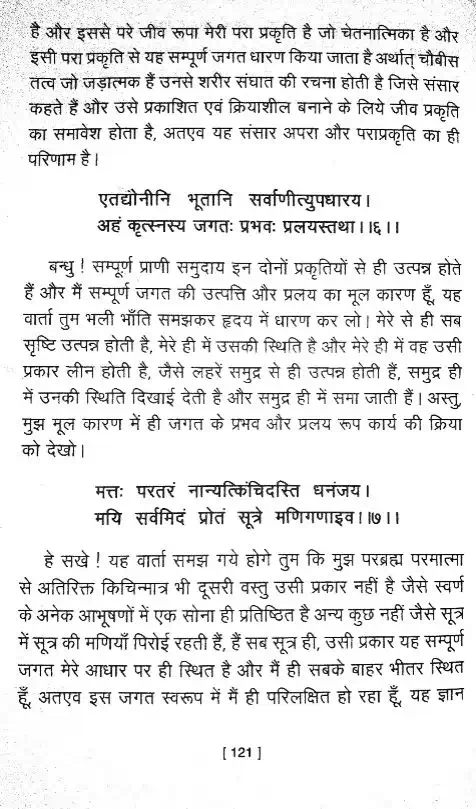 है और इससे परे जीव रूपा मेरी परा प्रकृति है जो चेतनात्मिका है और
इसी परा प्रकृति से यह सम्पूर्ण जगत धारण किया जाता है अर्थात् चौबीस
तत्व जो जड़ात्मक हैं उनसे शरीर संघात की रचना होती है जिसे संसार
कहते हैं और उसे प्रकाशित एवं क्रियाशील बनाने के लिये जीव प्रकृति
का समावेश होता है, अतएव यह संसार अपरा और पराप्रकृति का ही
परिणाम है।
एतद्योनीनि भूतानि सर्वाणीत्युपधारय।
अहं कृत्स्नस्य जगतः प्रभवः प्रलयस्तथा।।६।।
बन्धु ! सम्पूर्ण प्राणी समुदाय इन दोनों प्रकृतियों से ही उत्पन्न होते
हैं और मैं सम्पूर्ण जगत की उत्पत्ति और प्रलय का मूल कारण हूँ, यह
वार्ता तुम भली भाँति समझकर हृदय में धारण कर लो। मेरे से ही सब
सृष्टि उत्पन्न होती है, मेरे ही में उसकी स्थिति है और मेरे ही में वह उसी
प्रकार लीन होती है, जैसे लहरें समुद्र से ही उत्पन्न होती हैं, समुद्र ही
में उनकी स्थिति दिखाई देती है और समुद्र ही में समा जाती हैं। अस्तु,
मुझ मूल कारण में ही जगत के प्रभव और प्रलय रूप कार्य की क्रिया
को देखो।
मत्तः परतरं नान्यत्किंचिदस्ति धनंजय।
मयि सर्वमिदं प्रोतं सूत्रे मणिगणाइव।।७।।
हे सखे ! यह वार्ता समझ गये होगे तुम कि मुझ परब्रह्म परमात्मा
से अतिरिक्त किचिन्मात्र भी दूसरी वस्तु उसी प्रकार नहीं है जैसे स्वर्ण
के अनेक आभूषणों में एक सोना ही प्रतिष्ठित है अन्य कुछ नहीं जैसे सूत्र
में सूत्र की मणियाँ पिरोई रहती हैं, हैं सब सूत्र ही, उसी प्रकार यह सम्पूर्ण
जगत मेरे आधार पर ही स्थित है और मैं ही सबके बाहर भीतर स्थित
हूँ, अतएव इस जगत स्वरूप में मैं ही परिलक्षित हो रहा हूँ, यह ज्ञान
[ 121 ]